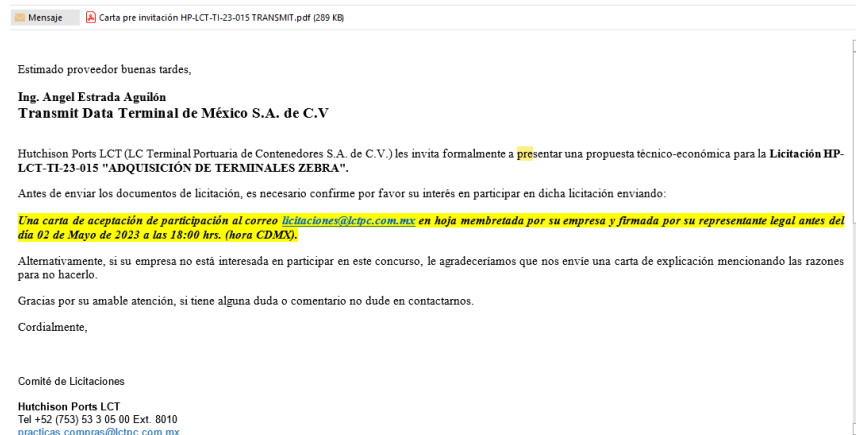 Mensaje Carta pre invitación HP-LCT-TI-23-015 TRANSMIT.pdf (289 KB)
Estimado proveedor buenas tardes,
Ing. Angel Estrada Aguilón
Transmit Data Terminal de México S.A. de C.V
Hutchison Ports LCT (LC Terminal Portuaria de Contenedores S.A. de C.V.) les invita formalmente a presentar una propuesta técnico-económica para la Licitación HP-
LCT-TI-23-015 "ADQUISICIÓN DE TERMINALES ZEBRA".
Antes de enviar los documentos de licitación, es necesario confirme por favor su interés en participar en dicha licitación enviando:
Una carta de aceptación de participación al correo licitaciones@lctpc.com.mx en hoja membretada por su empresa y firmada por su representante legal antes del
día 02 de Mayo de 2023 a las 18:00 hrs. (hora CDMX).
Alternativamente, si su empresa no está interesada en participar en este concurso, le agradeceríamos que nos envíe una carta de explicación mencionando las razones
para no hacerlo.
Gracias por su amable atención, si tiene alguna duda o comentario no dude en contactarnos.
Cordialmente,
Comité de Licitaciones
Hutchison Ports LCT
Tel +52 (753) 53 3 05 00 Ext. 8010
practicas.compras@lctpc.com.mx